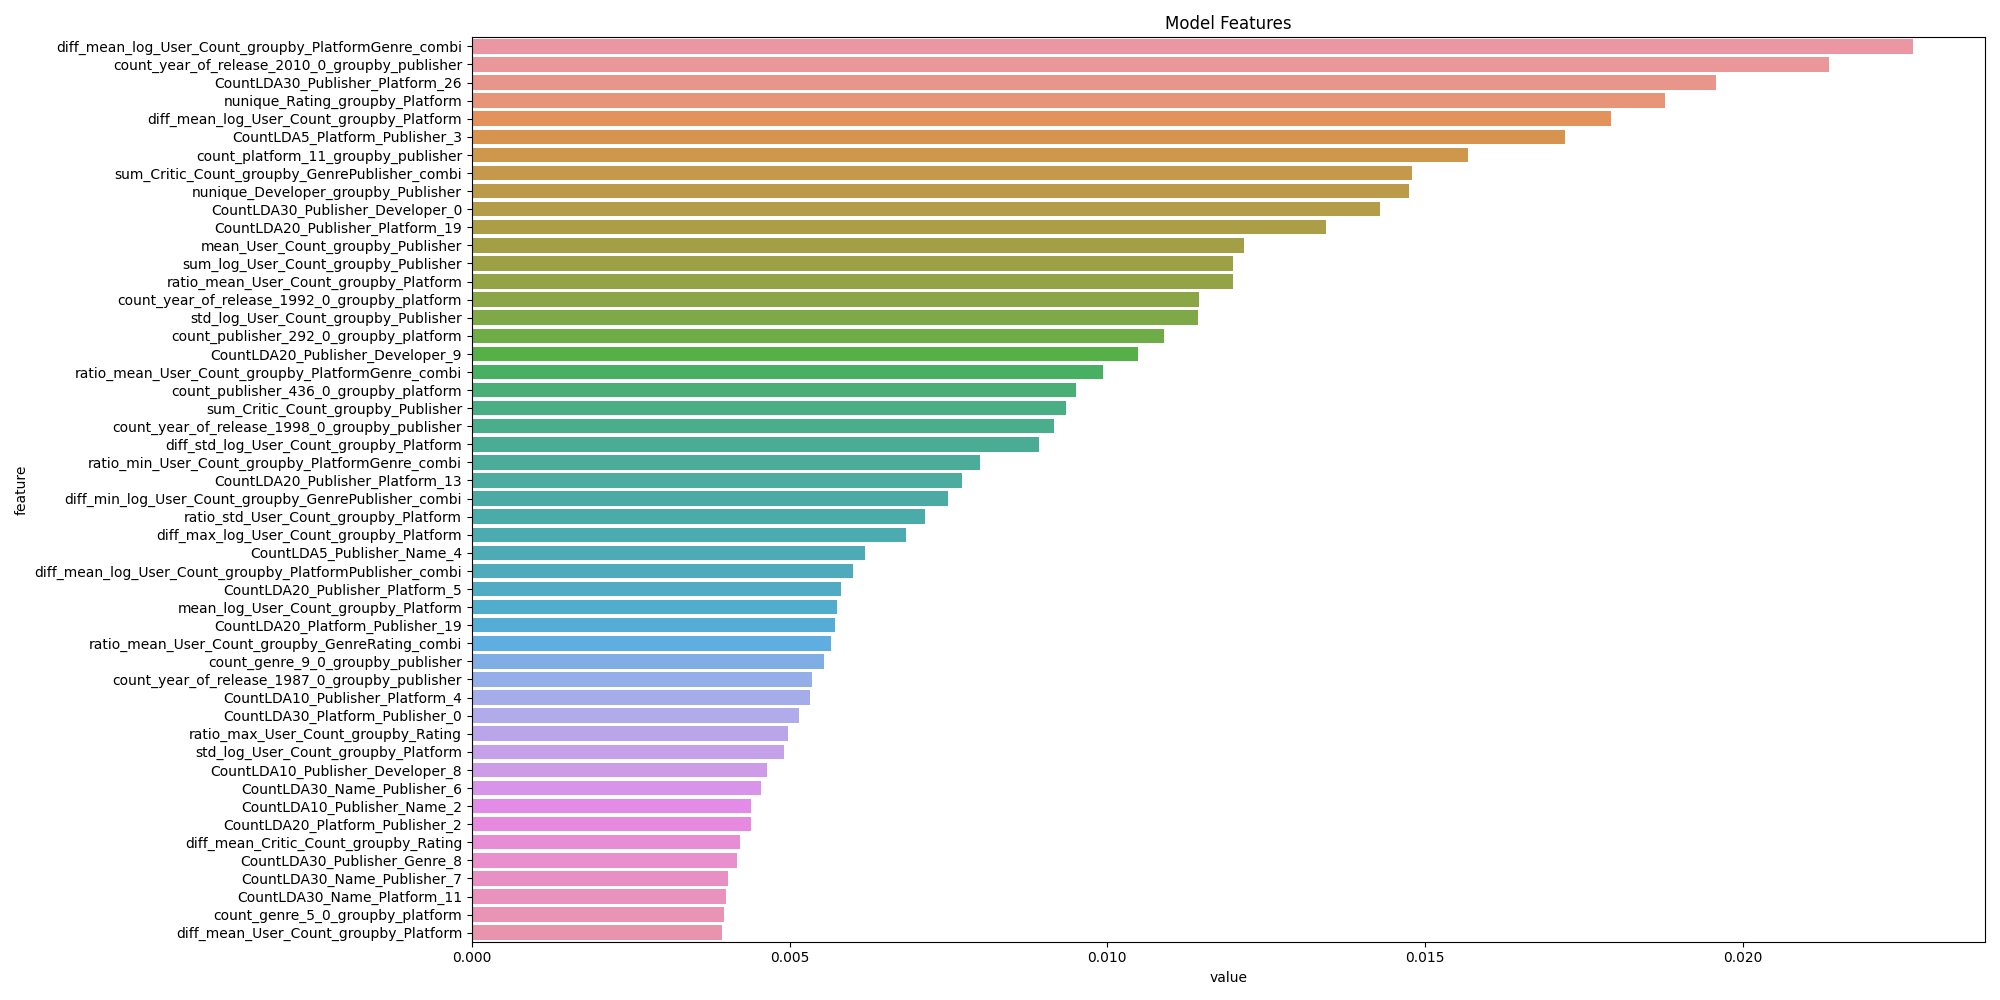 Model Features
diff_mean_log_User_Count_groupby_PlatformGenre_combi
count_year_of_release_2010_0_groupby_publisher
CountLDA30_Publisher_Platform_26
nunique_Rating_groupby_Platform
diff_mean_log_User_Count_groupby_Platform
CountLDA5_Platform_Publisher_3
count_platform_11_groupby_publisher
sum_Critic_Count_groupby_GenrePublisher_combi
nunique_Developer_groupby_Publisher
CountLDA30_Publisher_Developer_0
CountLDA20_Publisher_Platform_19
mean_User_Count_groupby_Publisher
sum_log_User_Count_groupby_Publisher
ratio_mean_User_Count_groupby_Platform
count_year_of_release_1992_0_groupby_platform
std_log_User_Count_groupby_Publisher
count_publisher_292_0_groupby_platform
CountLDA20_Publisher_Developer_9
ratio_mean_User_Count_groupby_PlatformGenre_combi
count_publisher_436_0_groupby_platform
sum_Critic_Count_groupby_Publisher
count_year_of_release_1998_0_groupby_publisher
diff_std_log_User_Count_groupby_Platform
ratio_min_User_Count_groupby_PlatformGenre_combi
CountLDA20_Publisher_Platform_13
diff_min_log_User_Count_groupby_GenrePublisher_combi
ratio_std_User_Count_groupby_Platform
diff_max_log_User_Count_groupby_Platform
CountLDA5_Publisher_Name_4
diff_mean_log_User_Count_groupby_PlatformPublisher_combi
CountLDA20_Publisher_Platform_5
mean_log_User_Count_groupby_Platform
CountLDA20_Platform_Publisher_19
ratio_mean_User_Count_groupby_GenreRating_combi
count_genre_9_0_groupby_publisher
count_year_of_release_1987_0_groupby_publisher
CountLDA10_Publisher_Platform_4
CountLDA30_Platform_Publisher_0
ratio_max_User_Count_groupby_Rating
std_log_User_Count_groupby_Platform
CountLDA10_Publisher_Developer_8
CountLDA30_Name_Publisher_6
CountLDA10_Publisher_Name_2
CountLDA20_Platform_Publisher_2
diff_mean_Critic_Count_groupby_Rating
CountLDA30_Publisher_Genre_8
CountLDA30_Name_Publisher_7
CountLDA30_Name_Platform_11
count_genre_5_0_groupby_platform
diff_mean_User_Count_groupby_Platform
feature
0.000 0.005 0.010 0.015 0.020
value